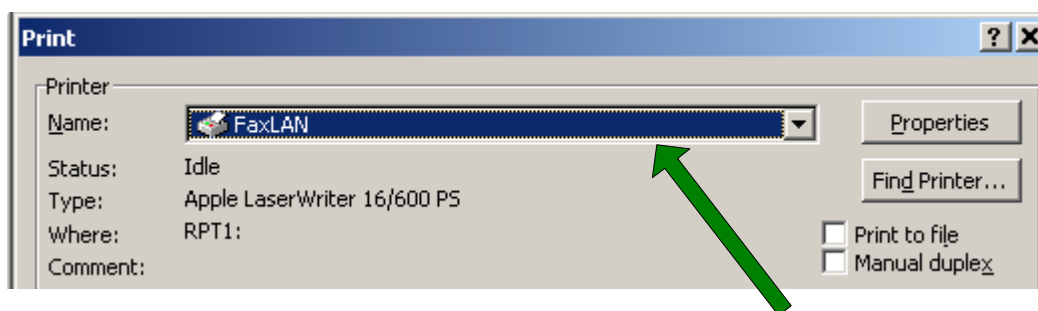 Print
Printer
Name: FaxLAN Properties
Status: Idle
Find Printer...
Type: Apple LaserWriter 16/600 PS
Where: RPT1: Print to file
Comment: Manual duplex